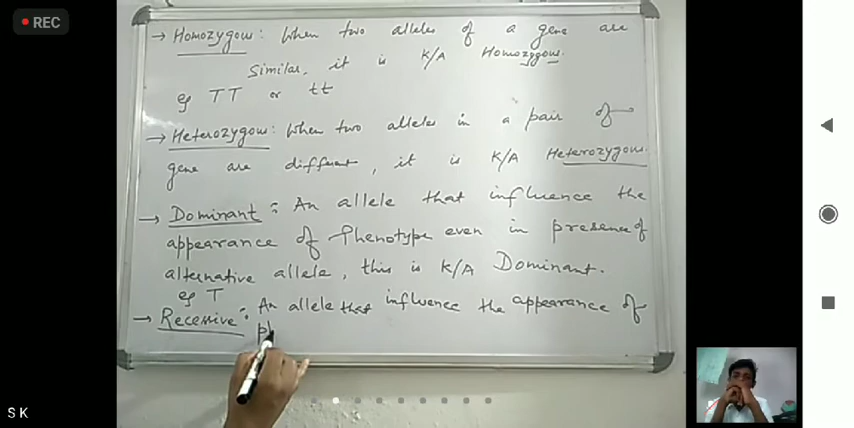 REC
→ Homozygous: When two alleles of a gene are
Similar, it is K/A Homozygous.
eg TT or tt
→ Heterozygous: When two alleles in a pair of
gene are different, it is K/A Heterozygous.
→ Dominant: An allele that influence the
appearance of Phenotype even in presence of
alternative allele, this is K/A Dominant.
eg T
→ Recessive: An allele that influence the appearance of
ph
S K